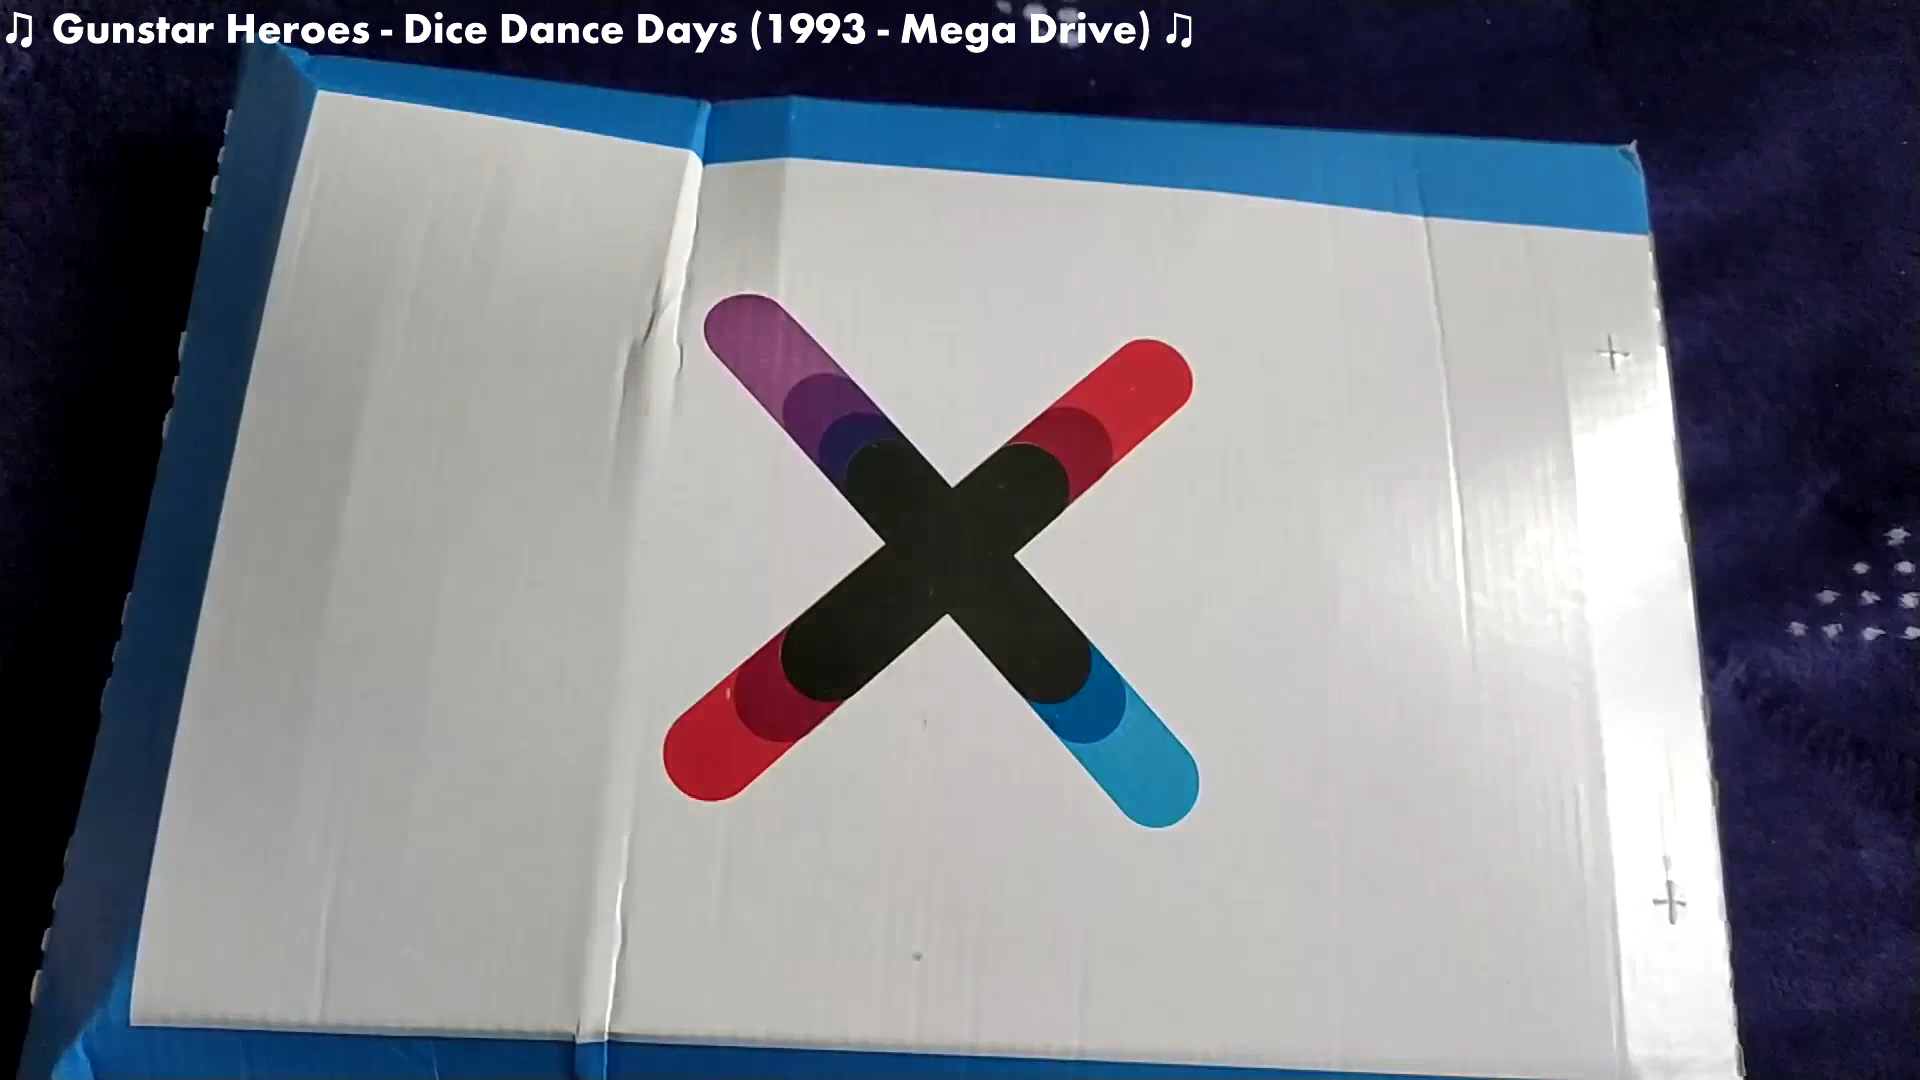 ♫ Gunstar Heroes - Dice Dance Days (1993 - Mega Drive) ♫